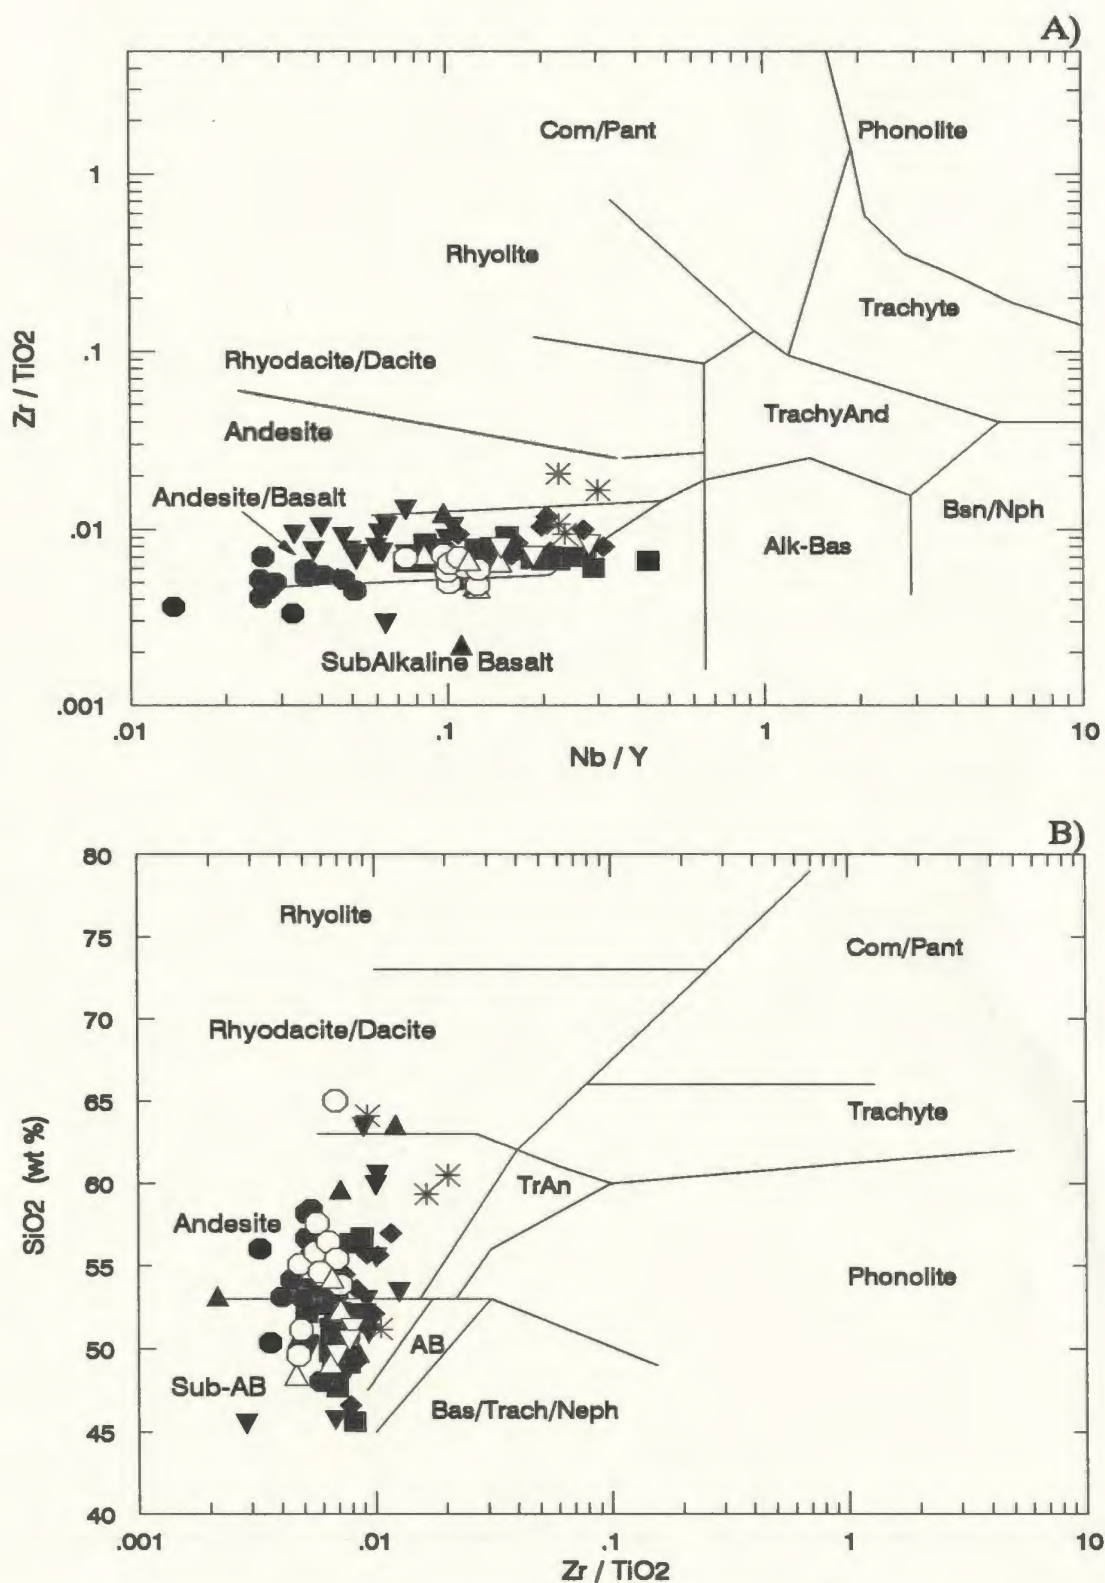 A)
Com/Pant
Phonolite
1
Rhyolite
Trachyte
Zr / TiO2
.1
Rhyodacite/Dacite
TrachyAnd
Andesite
Andesite/Basalt
Bsn/Nph
.01
Alk-Bas
SubAlkaline Basalt
.001
.01
.1
1
10
Nb / Y
B)
80
Rhyolite
75
Com/Pant
70
Rhyodacite/Dacite
65
Trachyte
SiO2 (wt %)
60
TrAn
Andesite
55
Phonolite
50
AB
Sub-AB
Bas/Trach/Neph
45
40
.001
.01
.1
1
10
Zr / TiO2